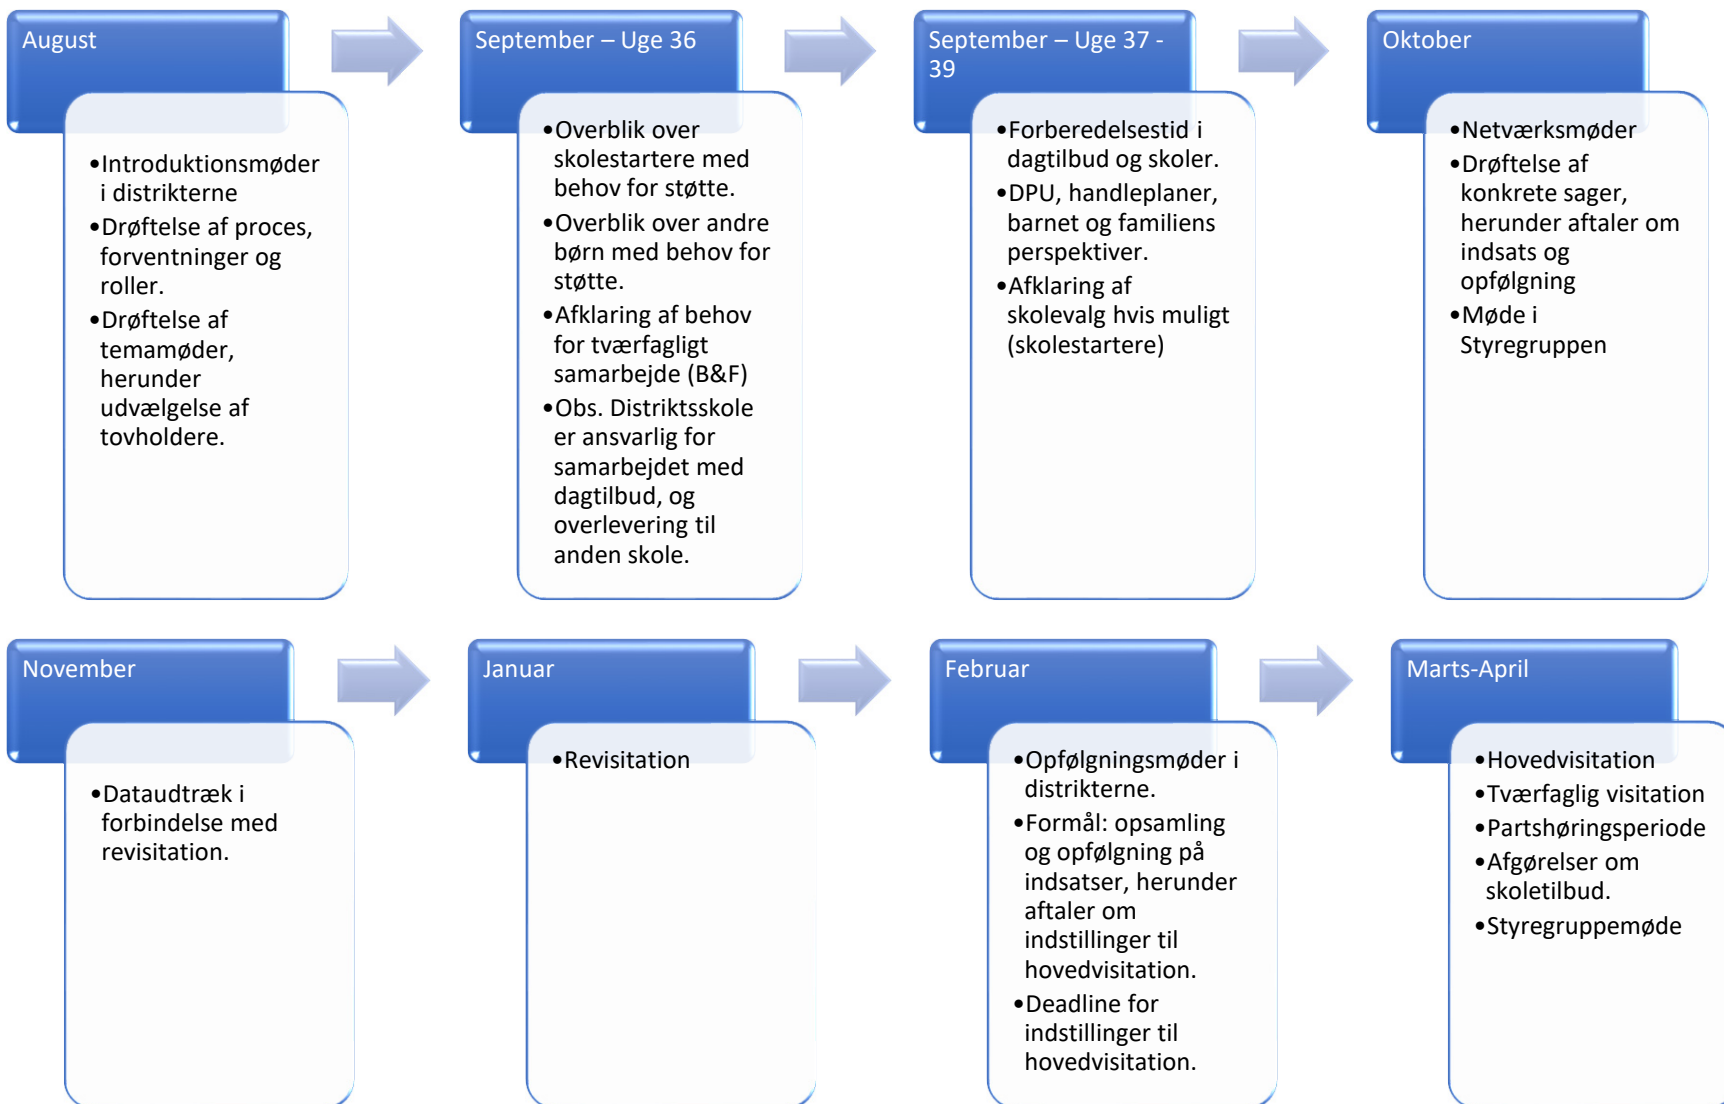 August
•Introduktionsmøder
i distrikterne
•Drøftelse af proces,
forventninger og
roller.
•Drøftelse af
temamøder,
herunder
udvælgelse af
tovholdere.
September – Uge 36
•Overblik over
skolestartere med
behov for støtte.
•Overblik over andre
børn med behov for
støtte.
•Afklaring af behov
for tværfagligt
samarbejde (B&F)
•Obs. Distriktsskole
er ansvarlig for
samarbejdet med
dagtilbud, og
overlevering til
anden skole.
September – Uge 37 -
39
•Forberedelsestid i
dagtilbud og skoler.
•DPU, handleplaner,
barnet og familiens
perspektiver.
•Afklaring af
skolevalg hvis muligt
(skolestartere)
Oktober
•Netværksmøder
•Drøftelse af
konkrete sager,
herunder aftaler om
indsats og
opfølgning
•Møde i
Styregruppen
November
•Dataudtræk i
forbindelse med
revisitation.
Januar
•Revisitation
Februar
•Opfølgningsmøder i
distrikterne.
•Formål: opsamling
og opfølgning på
indsatser, herunder
aftaler om
indstillinger til
hovedvisitation.
•Deadline for
indstillinger til
hovedvisitation.
Marts-April
•Hovedvisitation
•Tværfaglig visitation
•Partshøringsperiode
•Afgørelser om
skoletilbud.
•Styregruppemøde